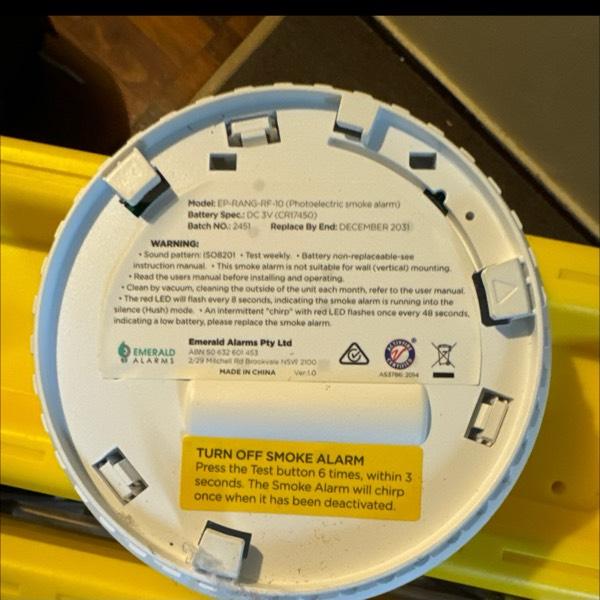 Model: EP-RANG-RF-10 (Photoelectric smoke alarm)
Battery Spec.: DC 3V (CR17450)
Batch NO.: 2451 Replace By End: DECEMBER 2031
WARNING:
• Sound pattern: ISO8201 • Test weekly. • Battery non-replaceable-see
instruction manual. • This smoke alarm is not suitable for wall (vertical) mounting.
• Read the users manual before installing and operating.
• Clean by vacuum, cleaning the outside of the unit each month, refer to the user manual.
• The red LED will flash every 8 seconds, indicating the smoke alarm is running into the
silence (Hush) mode. • An intermittent "chirp" with red LED flashes once every 48 seconds,
indicating a low battery, please replace the smoke alarm.
EMERALD
ALARMS
Emerald Alarms Pty Ltd
ABN 50 632 601 453
2/29 Mitchell Rd Brookvale NSW 2100
MADE IN CHINA Ver:1.0
AS3786: 2014
TURN OFF SMOKE ALARM
Press the Test button 6 times, within 3
seconds. The Smoke Alarm will chirp
once when it has been deactivated.